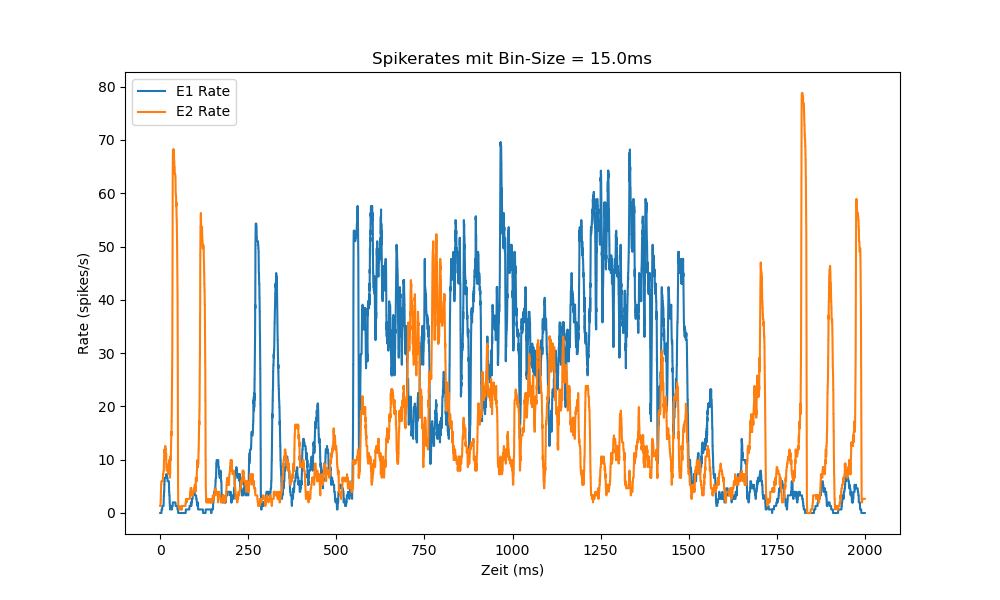 Spikerates mit Bin-Size = 15.0ms
E1 Rate
E2 Rate
80
70
60
50
40
30
20
10
0
Rate (spikes/s)
0 250 500 750 1000 1250 1500 1750 2000
Zeit (ms)